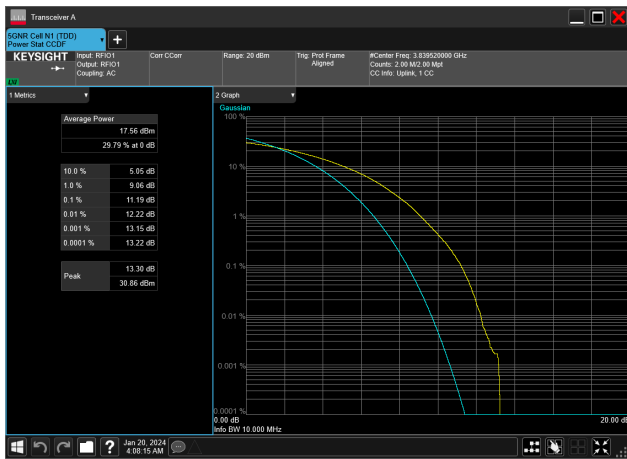 Transceiver A
5GNR Cell N1 (TDD)
Power Stat CCDF
KEYSIGHT
Input: RFIO1
Output: RFIO1
Coupling: AC
Corr CCorr
Range: 20 dBm
Trig: Prot Frame
Aligned
#Center Freq: 3.839520000 GHz
Counts: 2.00 M/2.00 Mpt
CC Info: Uplink, 1 CC
1 Metrics
Average Power
17.56 dBm
29.79 % at 0 dB
10.0 % 5.05 dB
1.0 % 9.06 dB
0.1 % 11.19 dB
0.01 % 12.22 dB
0.001 % 13.15 dB
0.0001 % 13.22 dB
Peak
13.30 dB
30.86 dBm
2 Graph
Gaussian
100 %
10 %
1 %
0.1 %
0.01 %
0.001 %
0.0001 %
0.00 dB
20.00 dB
Info BW 10.000 MHz
Jan 20, 2024
4:08:15 AM